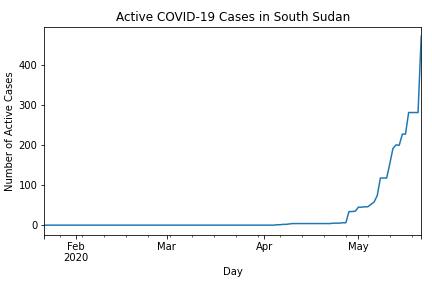 Active COVID-19 Cases in South Sudan
Number of Active Cases
400
300
200
100
0
Feb
2020
Mar
Apr
May
Day